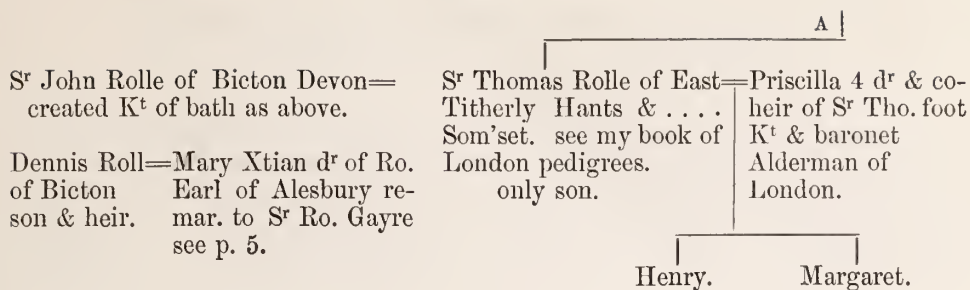 A
Sʳ John Rolle of Bicton Devon=
created Kᵗ of bath as above.
Dennis Roll=Mary Xtian dʳ of Ro.
of Bicton Earl of Alesbury re-
son & heir. mar. to Sʳ Ro. Gayre
see p. 5.
Sʳ Thomas Rolle of East=Priscilla 4 dʳ & co-
Titherly Hants & . . . . heir of Sʳ Tho. foot
Som'set. see my book of Kᵗ & baronet
London pedigrees. Alderman of
only son. London.
Henry. Margaret.